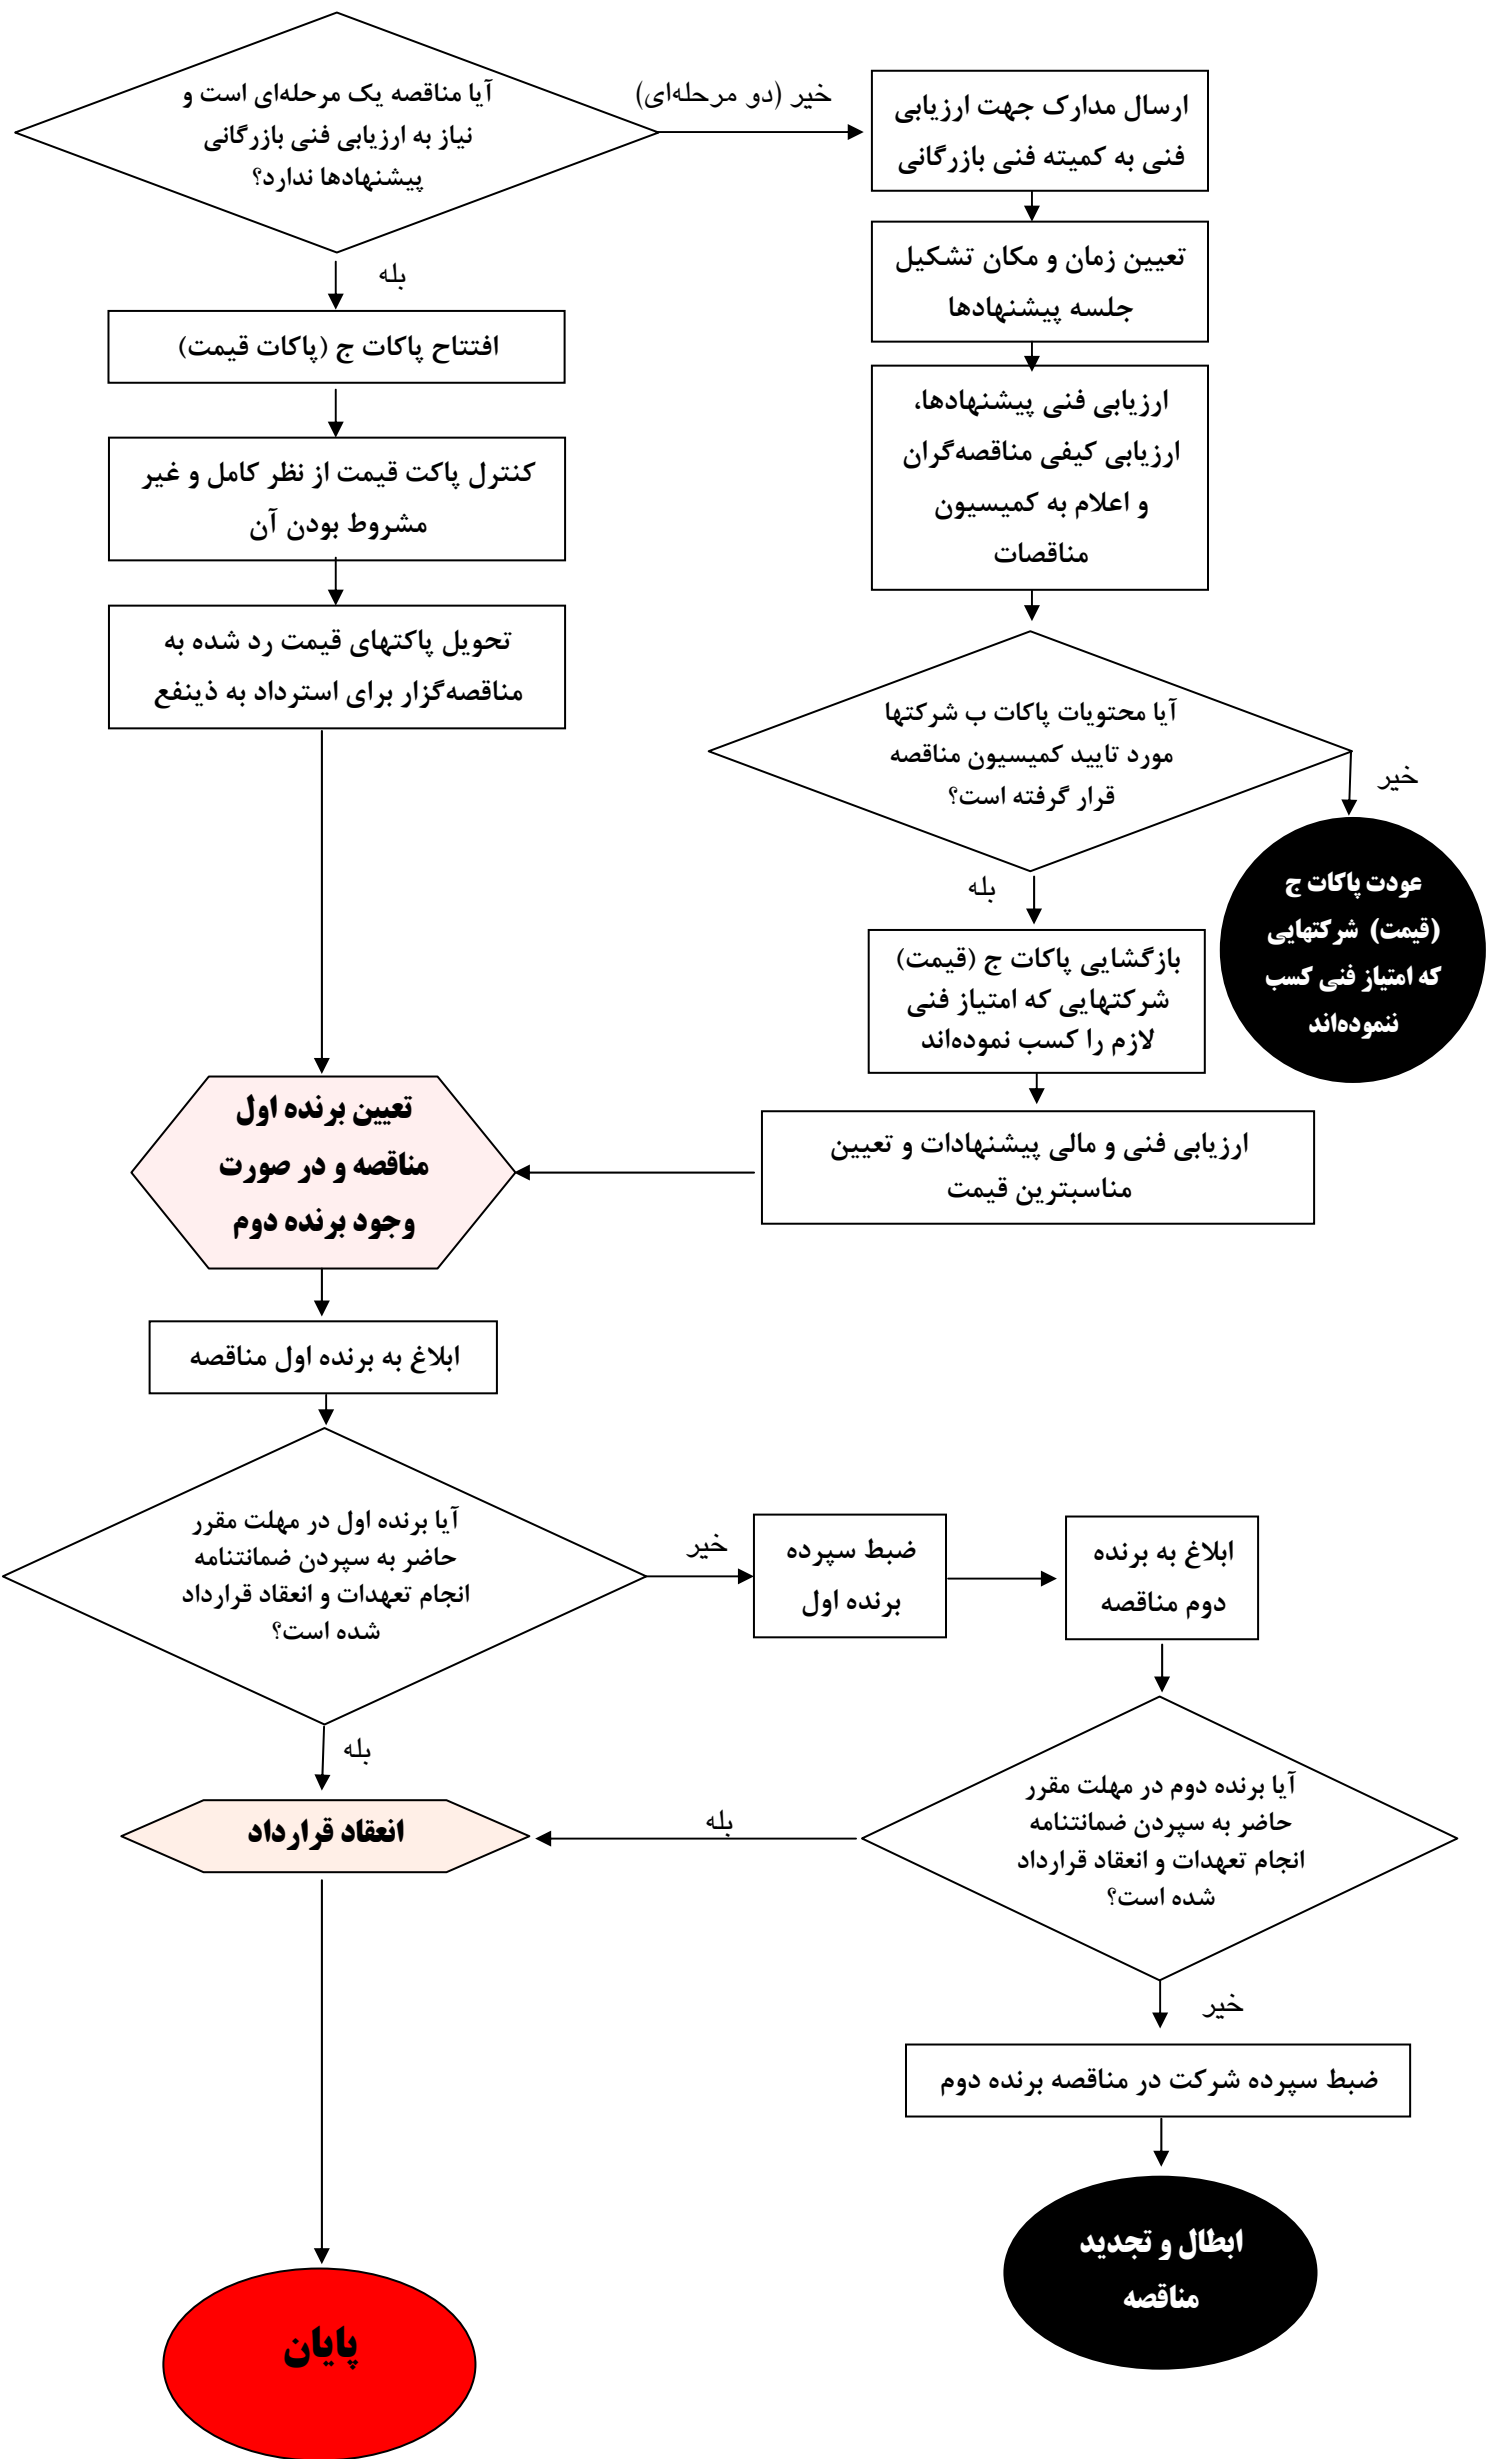 آیا مناقصه یک مرحله‌ای است و
نیاز به ارزیابی فنی بازرگانی
پیشنهادها ندارد؟
خیر (دو مرحله‌ای)
ارسال مدارک جهت ارزیابی
فنی به کمیته فنی بازرگانی
تعیین زمان و مکان تشکیل
جلسه پیشنهادها
بله
افتتاح پاکات ج (پاکات قیمت)
ارزیابی فنی پیشنهادها،
ارزیابی کیفی مناقصه‌گران
و اعلام به کمیسیون
مناقصات
کنترل پاکت قیمت از نظر کامل و غیر
مشروط بودن آن
تحویل پاکتهای قیمت رد شده به
مناقصه‌گزار برای استرداد به ذینفع
آیا محتویات پاکات ب شرکتها
مورد تایید کمیسیون مناقصه
قرار گرفته است؟
خیر
عودت پاکات ج
(قیمت) شرکتهایی
که امتیاز فنی کسب
ننموده‌اند
بله
بازگشایی پاکات ج (قیمت)
شرکتهایی که امتیاز فنی
لازم را کسب نموده‌اند
ارزیابی فنی و مالی پیشنهادات و تعیین
مناسبترین قیمت
تعیین برنده اول
مناقصه و در صورت
وجود برنده دوم
ابلاغ به برنده اول مناقصه
آیا برنده اول در مهلت مقرر
حاضر به سپردن ضمانتنامه
انجام تعهدات و انعقاد قرارداد
شده است؟
خیر
ضبط سپرده
برنده اول
ابلاغ به برنده
دوم مناقصه
بله
آیا برنده دوم در مهلت مقرر
حاضر به سپردن ضمانتنامه
انجام تعهدات و انعقاد قرارداد
شده است؟
بله
انعقاد قرارداد
خیر
ضبط سپرده شرکت در مناقصه برنده دوم
ابطال و تجدید
مناقصه
پایان